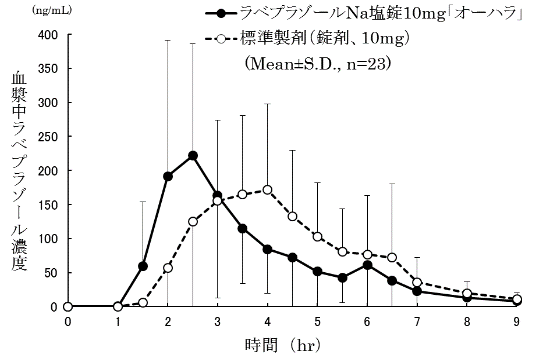 (ng/mL)
ラベプラゾールNa塩錠10mg「オーハラ」
標準製剤（錠剤、10mg）
(Mean±S.D., n=23)
血漿中ラベプラゾール濃度
400
350
300
250
200
150
100
50
0
0 1 2 3 4 5 6 7 8 9
時間 (hr)